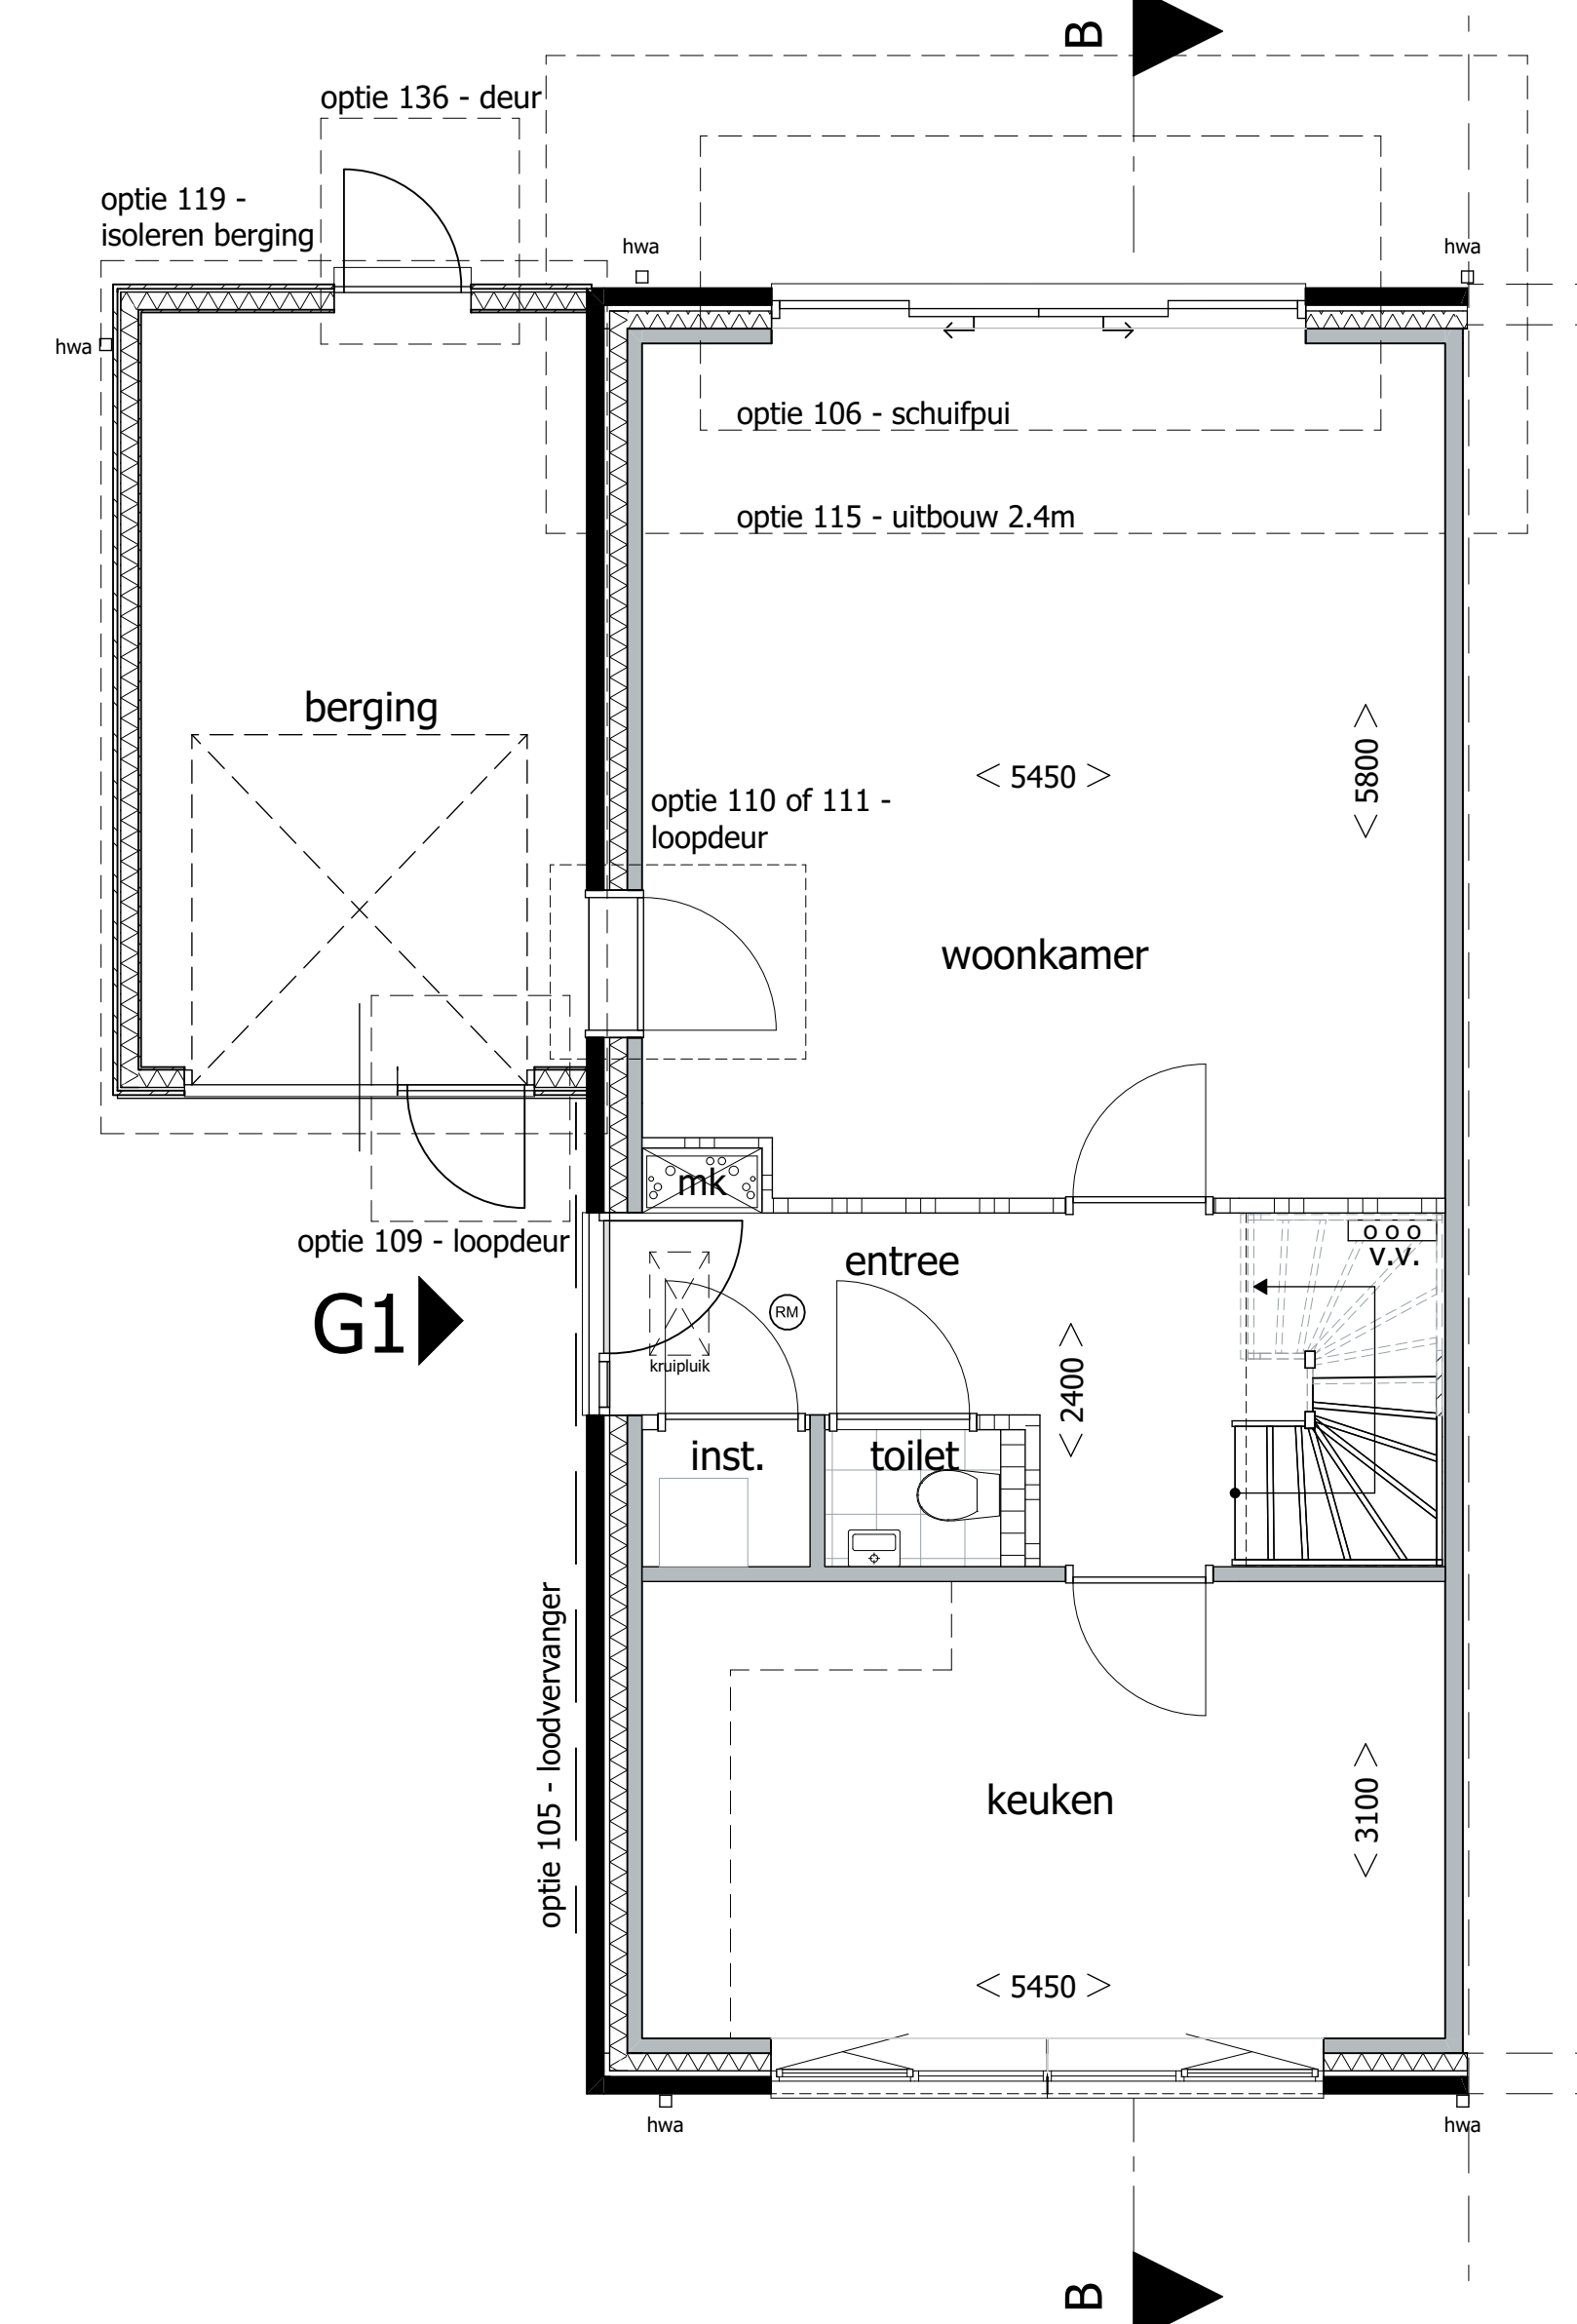 B
optie 136 - deur
optie 119 -
isoleren berging
hwa
hwa
hwa
optie 106 - schuifpui
optie 115 - uitbouw 2.4m
berging
< 5450 >
< 5800 >
optie 110 of 111 -
loopdeur
woonkamer
mk
optie 109 - loopdeur
entree
v.v.
G1
RM
kruipluik
< 2400 >
inst.
toilet
optie 105 - loodvervanger
keuken
< 3100 >
< 5450 >
hwa
hwa
B